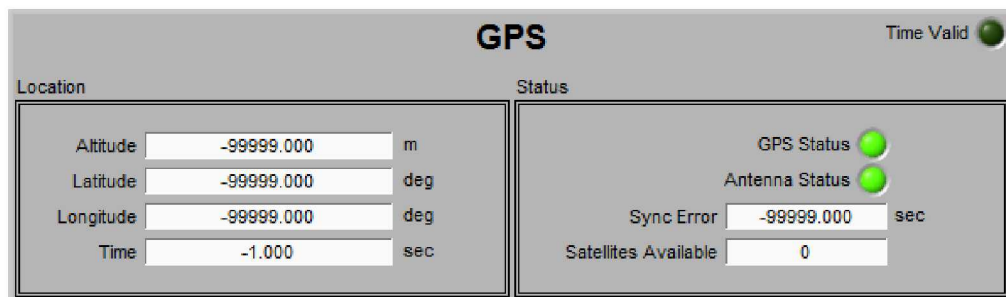 GPS
Time Valid
Location
Altitude -99999.000 m
Latitude -99999.000 deg
Longitude -99999.000 deg
Time -1.000 sec
Status
GPS Status
Antenna Status
Sync Error -99999.000 sec
Satellites Available 0